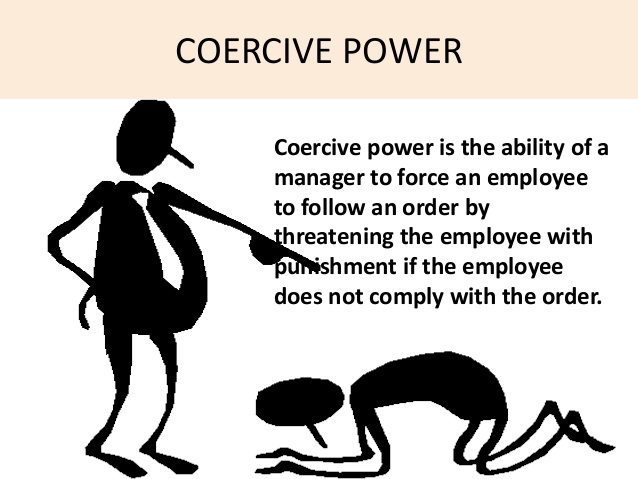 COERCIVE POWER
Coercive power is the ability of a
manager to force an employee
to follow an order by
threatening the employee with
punishment if the employee
does not comply with the order.